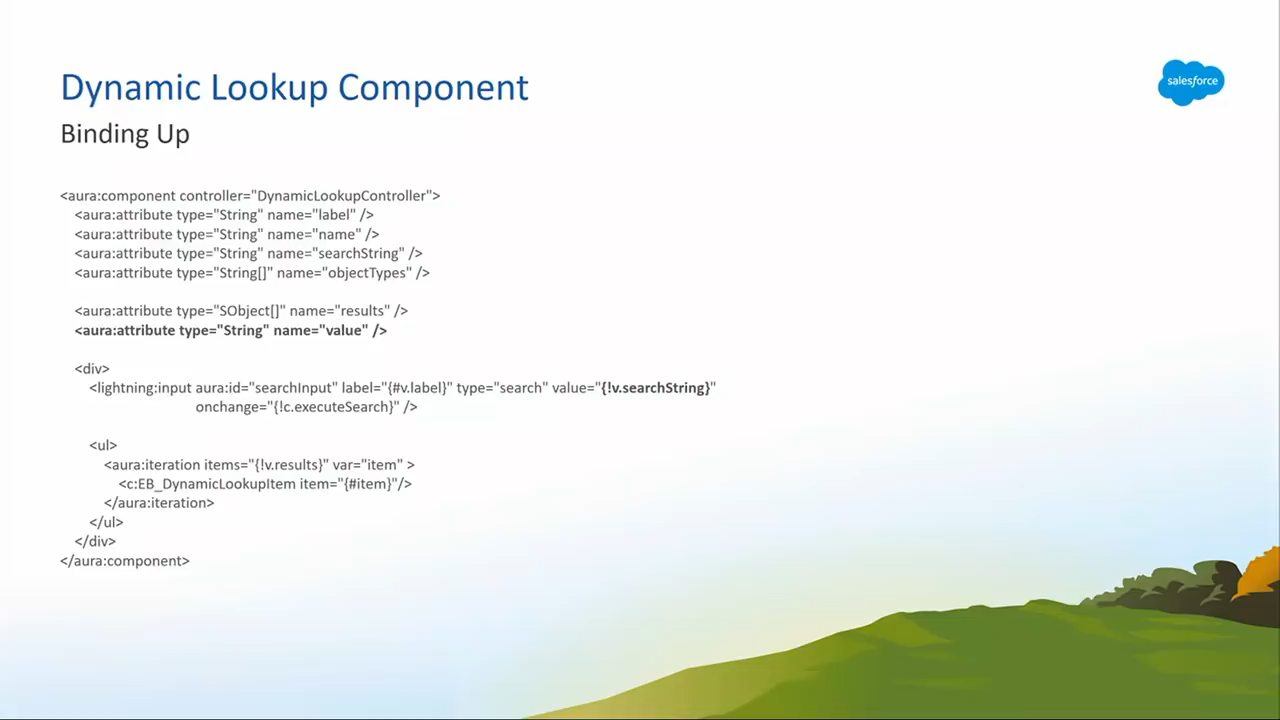 Dynamic Lookup Component
salesforce
Binding Up
<aura:component controller="DynamicLookupController">
<aura:attribute type="String" name="label" />
<aura:attribute type="String" name="name" />
<aura:attribute type="String" name="searchString" />
<aura:attribute type="String[]" name="objectTypes" />
<aura:attribute type="SObject[]" name="results" />
<aura:attribute type="String" name="value" />
<div>
<lightning:input aura:id="searchInput" label="{#v.label}" type="search" value="{!v.searchString}"
onchange="{!c.executeSearch}" />
<ul>
<aura:iteration items="{!v.results}" var="item" >
<c:EB_DynamicLookupItem item="{#item}"/>
</aura:iteration>
</ul>
</div>
</aura:component>